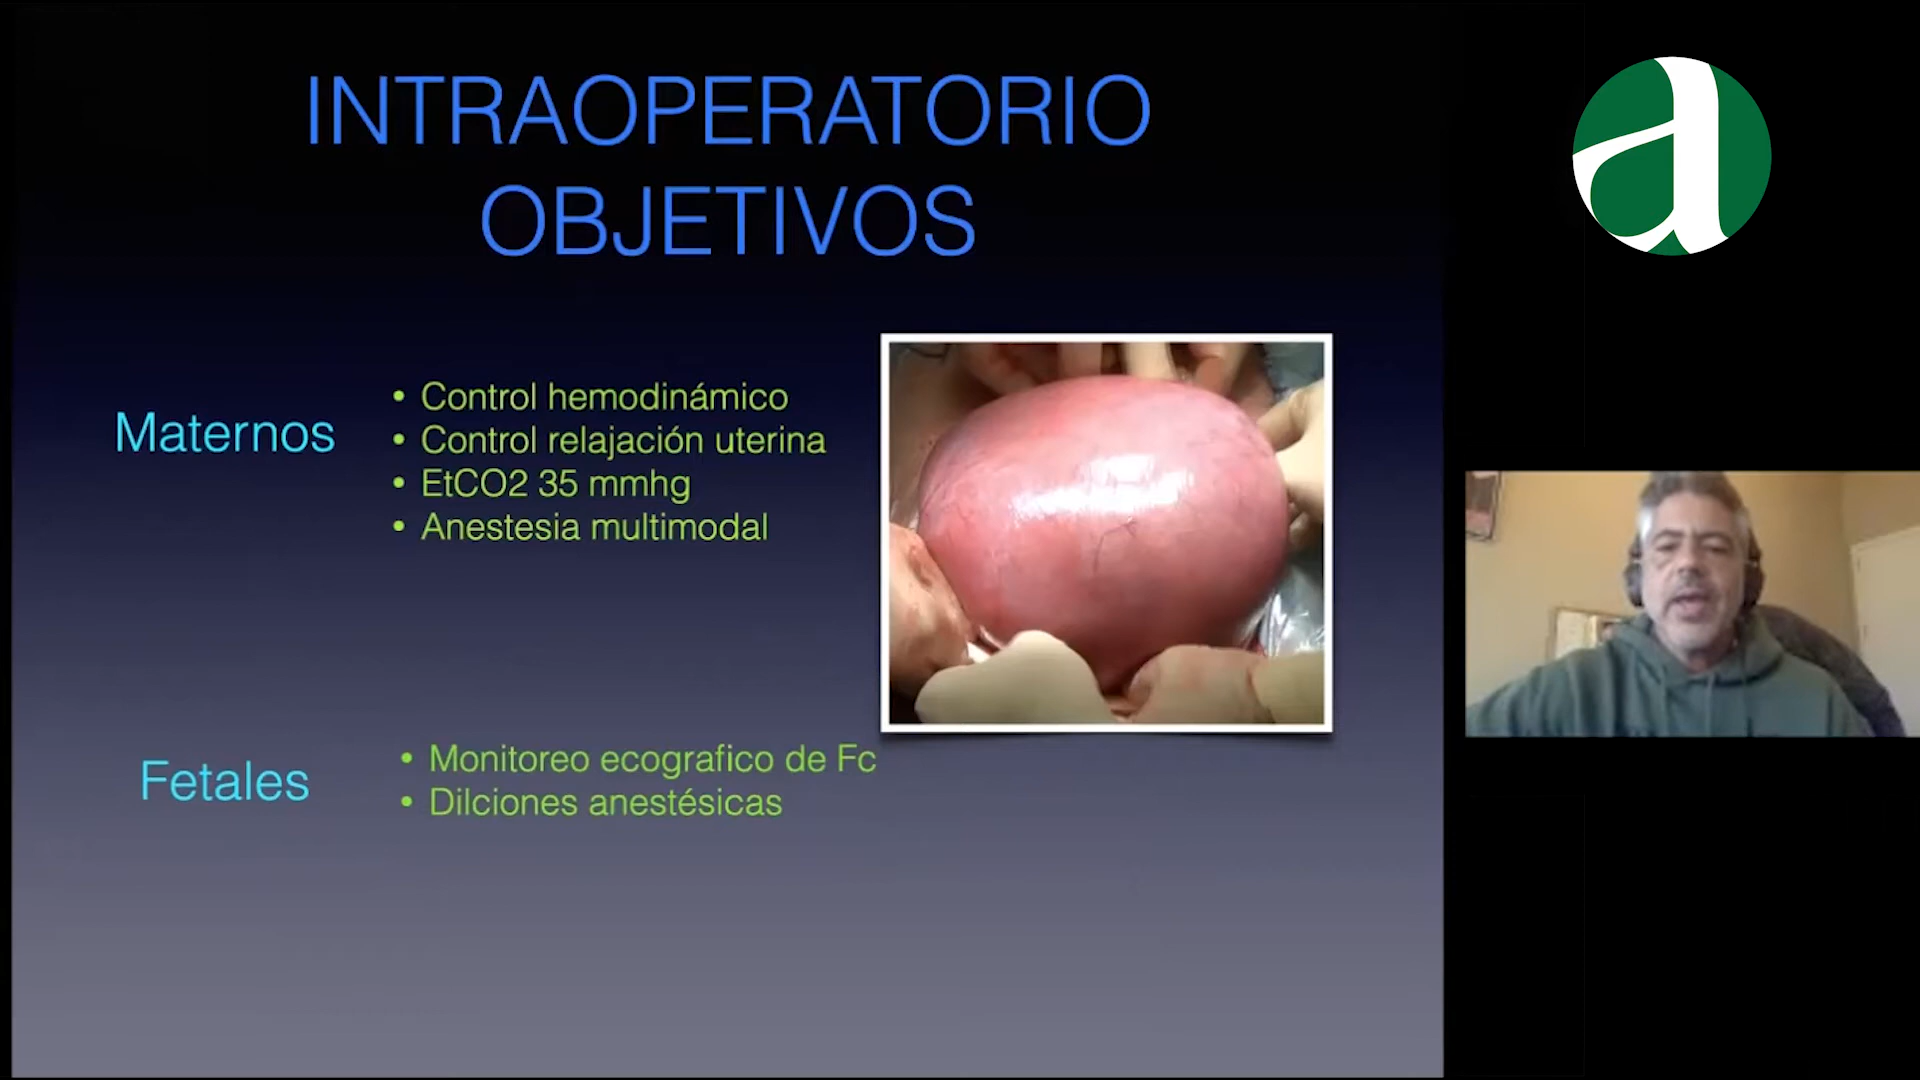 INTRAOPERATORIO
OBJETIVOS
Maternos
• Control hemodinámico
• Control relajación uterina
• EtCO2 35 mmhg
• Anestesia multimodal
Fetales
• Monitoreo ecografico de Fc
• Dilciones anestésicas
a